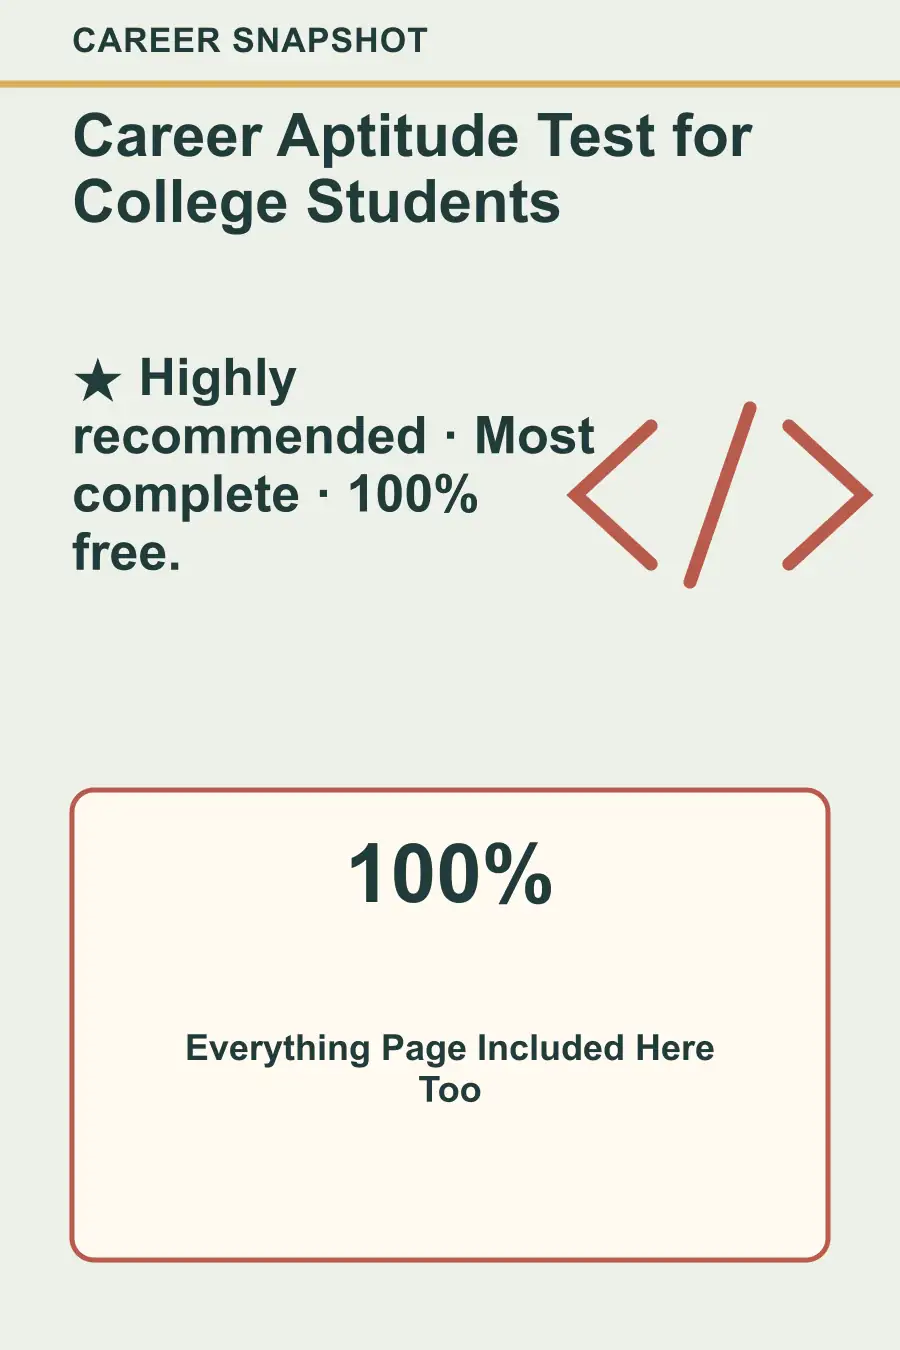 CAREER SNAPSHOT
Career Aptitude Test for
College Students
★ Highly
recommended · Most
complete · 100%
free.
100%
Everything Page Included Here
Too